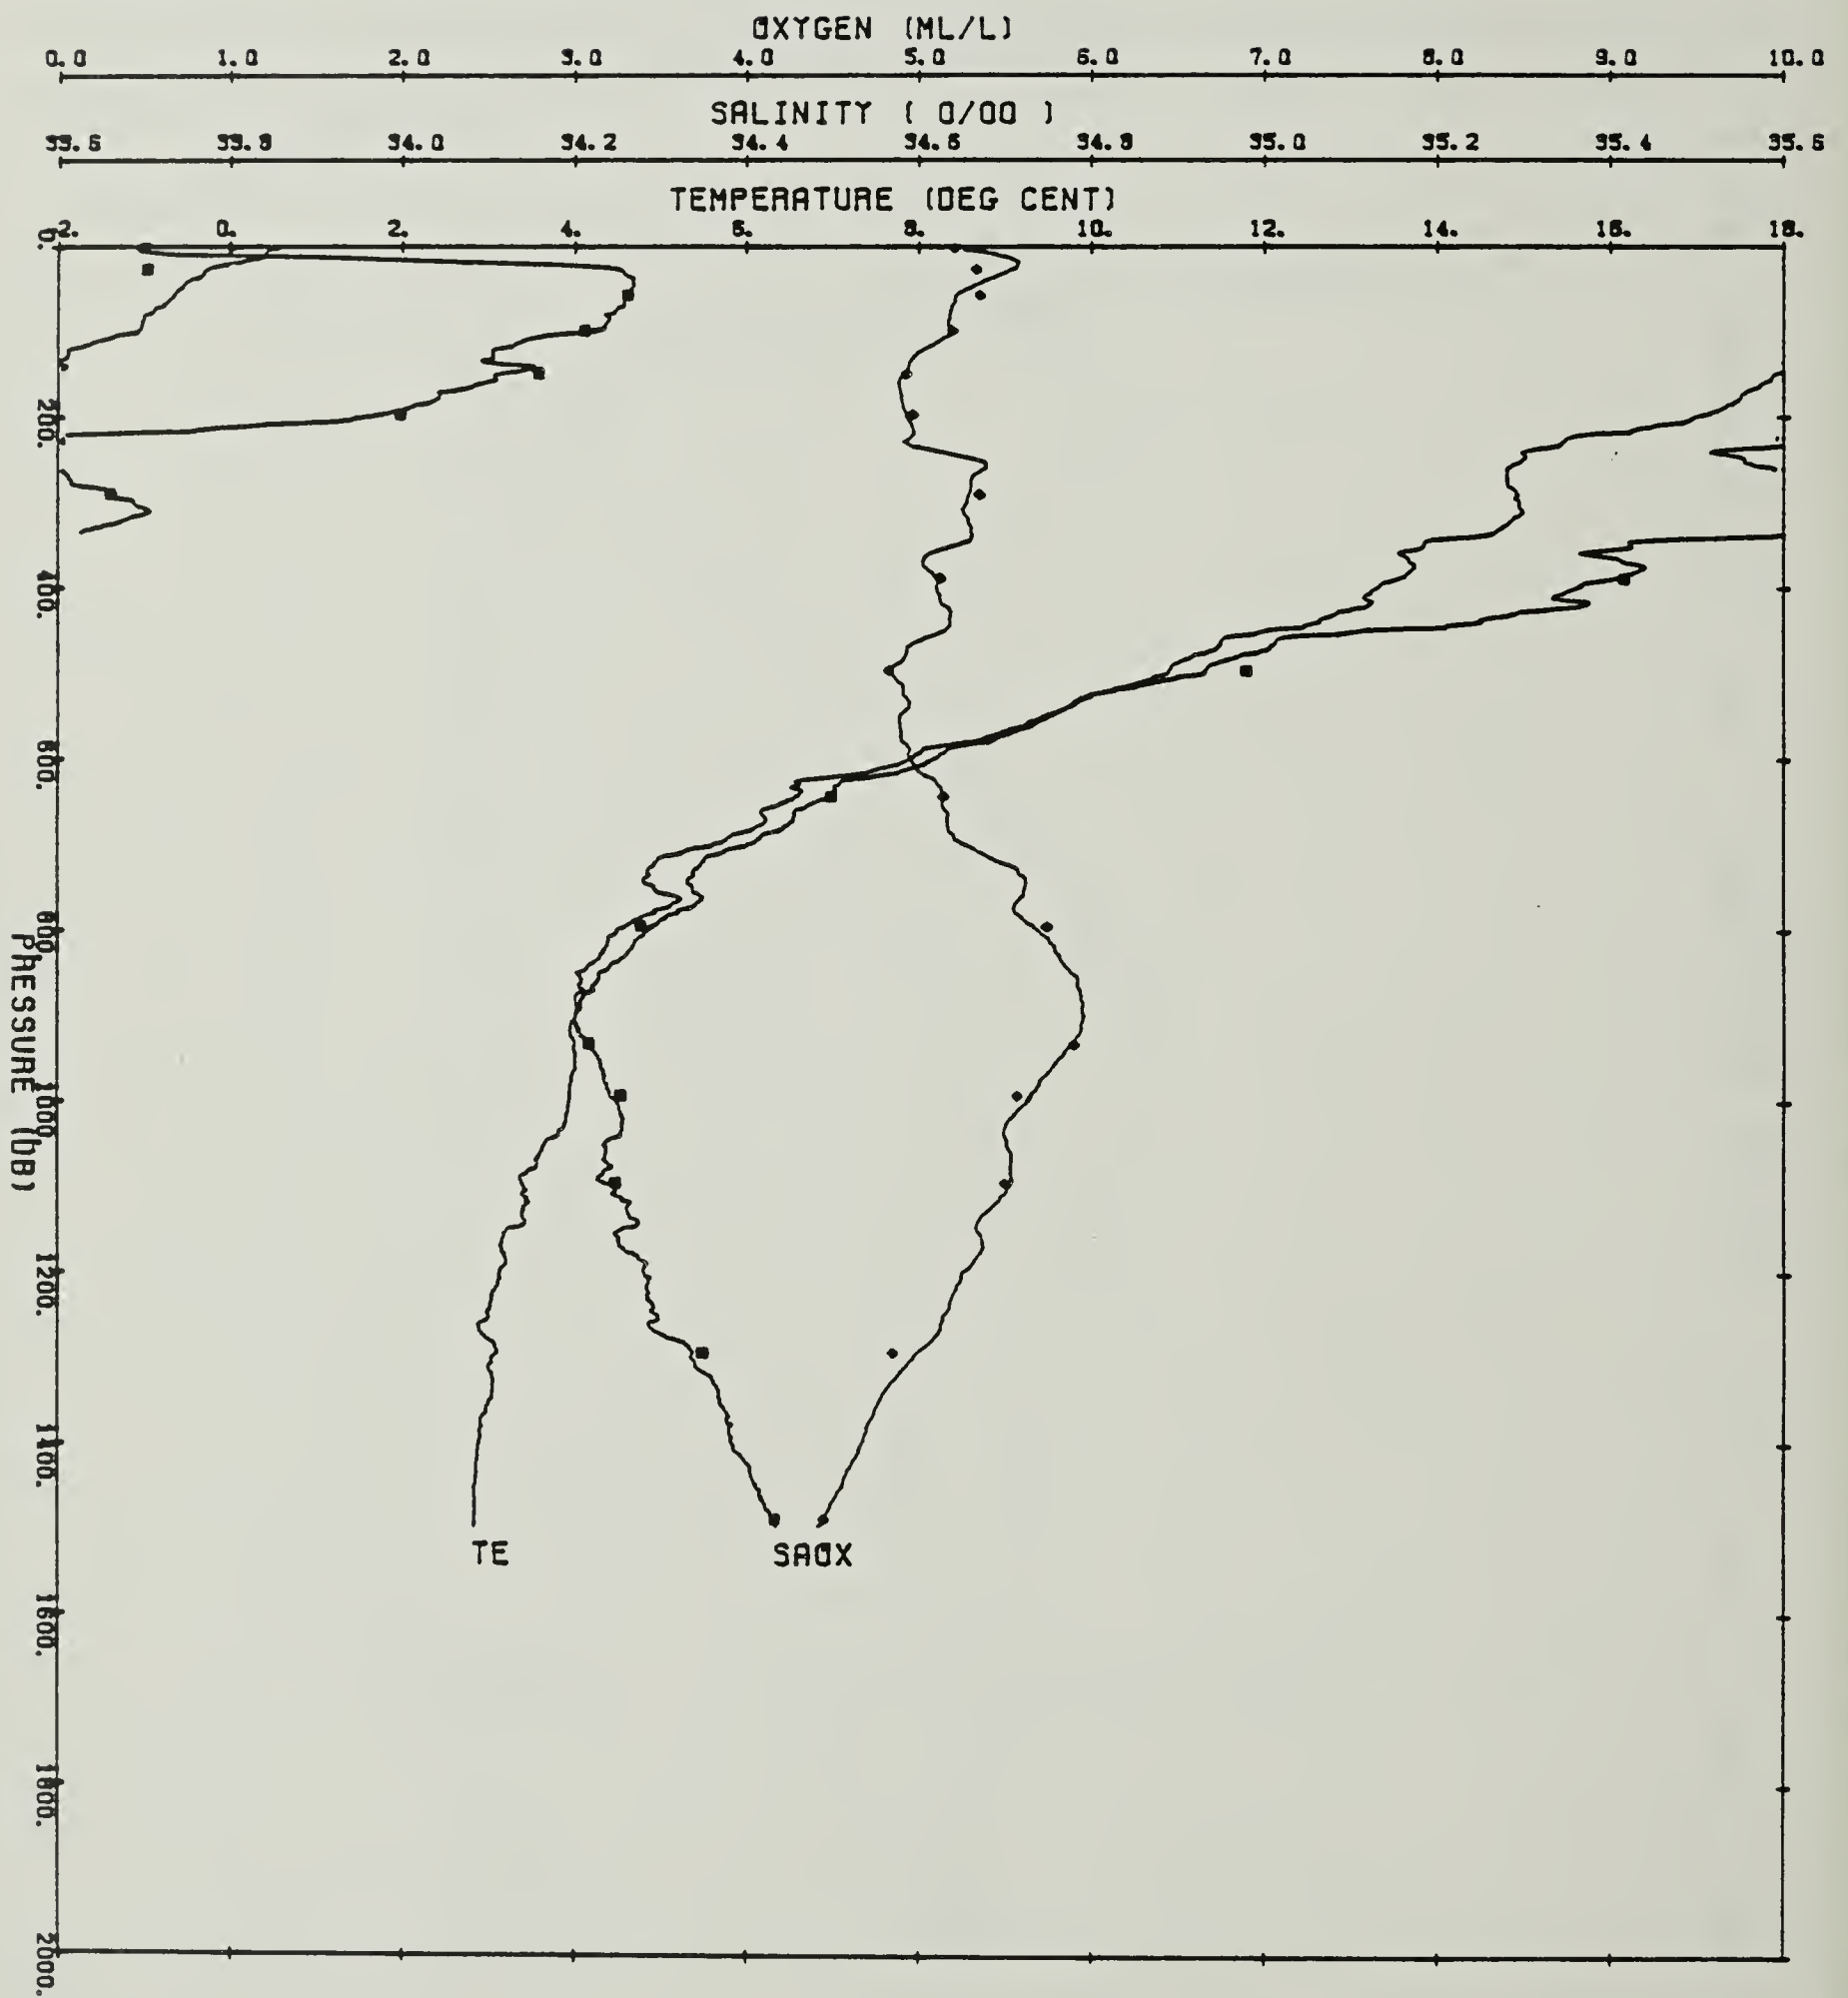 OXYGEN (ML/L)
0.0 1.0 2.0 3.0 4.0 5.0 6.0 7.0 8.0 9.0 10.0
SALINITY ( 0/00 )
33.6 33.8 34.0 34.2 34.4 34.6 34.8 35.0 35.2 35.4 35.6
TEMPERATURE (DEG CENT)
-2. 0. 2. 4. 6. 8. 10. 12. 14. 16. 18.
0.
200.
400.
600.
800.
1000.
1200.
1400.
1600.
1800.
2000.
PRESSURE (DB)
TE SAOX